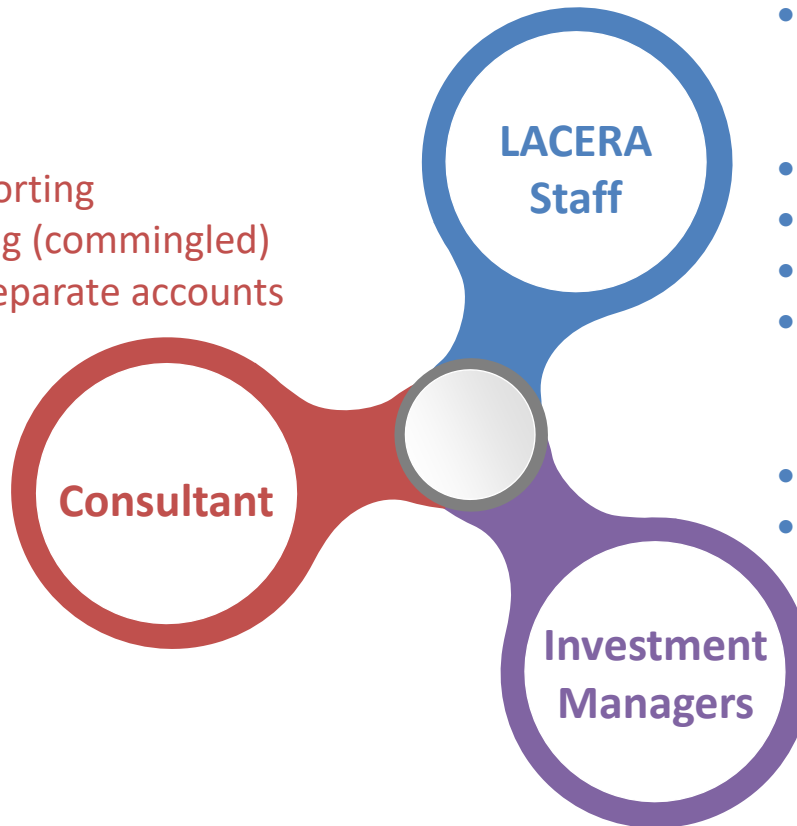 LACERA
Staff
orting
g (commingled)
eparate accounts
Consultant
Investment
Managers